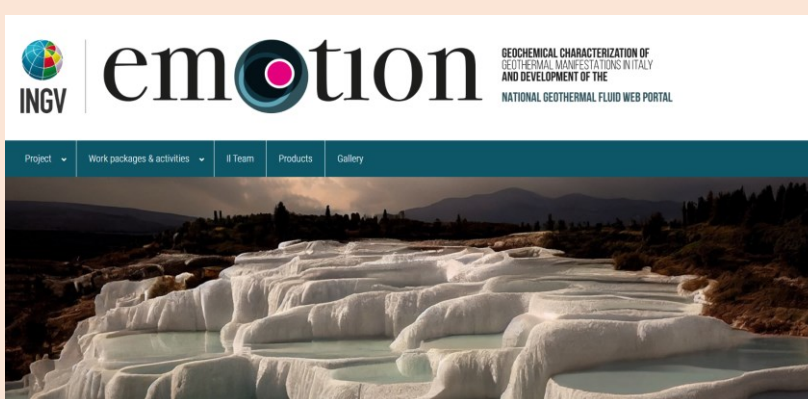 INGV
emotion
GEOCHEMICAL CHARACTERIZATION OF
GEOTHERMAL MANIFESTATIONS IN ITALY
AND DEVELOPMENT OF THE
NATIONAL GEOTHERMAL FLUID WEB PORTAL
Project Work packages & activities Il Team Products Gallery